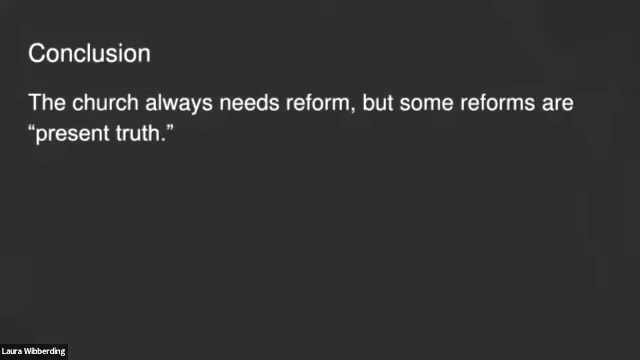 Conclusion
The church always needs reform, but some reforms are
“present truth.”
Laura Wibberding